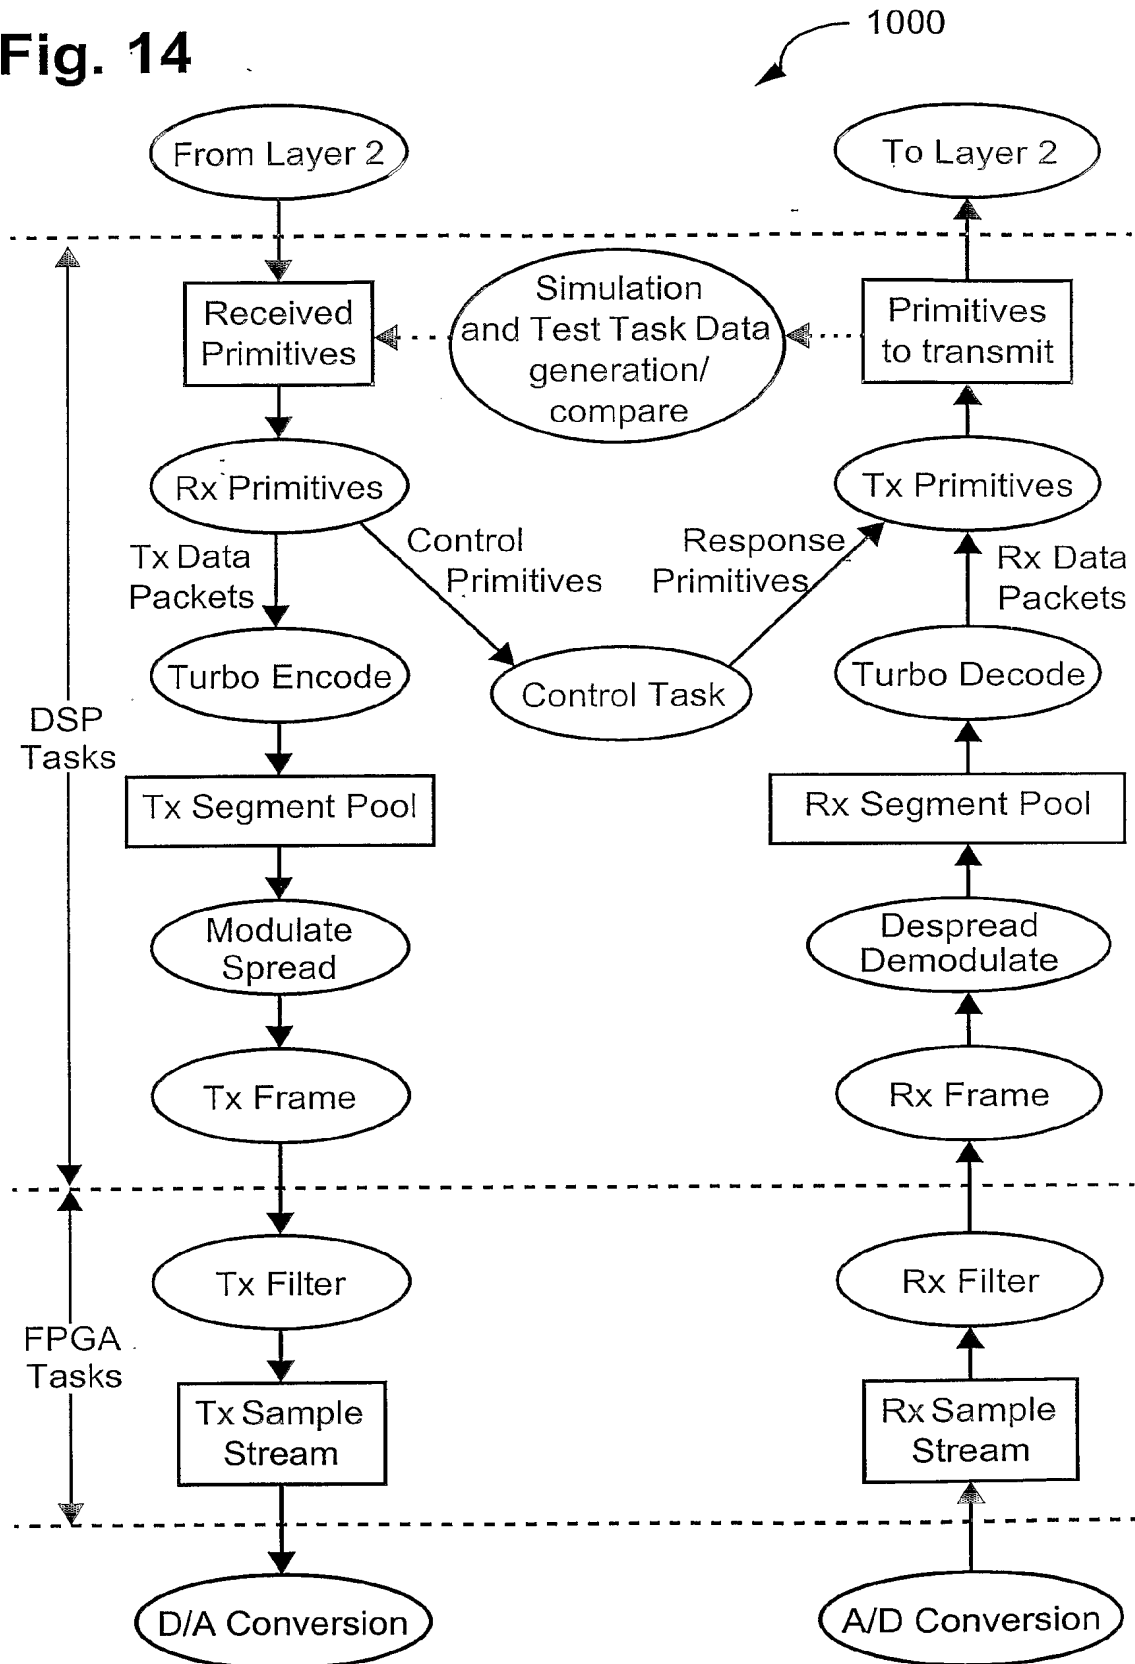 Fig. 14
1000
From Layer 2
To Layer 2
Received
Primitives
Simulation
and Test Task Data
generation/
compare
Primitives
to transmit
Rx Primitives
Tx Primitives
Tx Data
Packets
Control
Primitives
Response
Primitives
Rx Data
Packets
Turbo Encode
Control Task
Turbo Decode
DSP
Tasks
Tx Segment Pool
Rx Segment Pool
Modulate
Spread
Despread
Demodulate
Tx Frame
Rx Frame
Tx Filter
Rx Filter
FPGA
Tasks
Tx Sample
Stream
Rx Sample
Stream
D/A Conversion
A/D Conversion